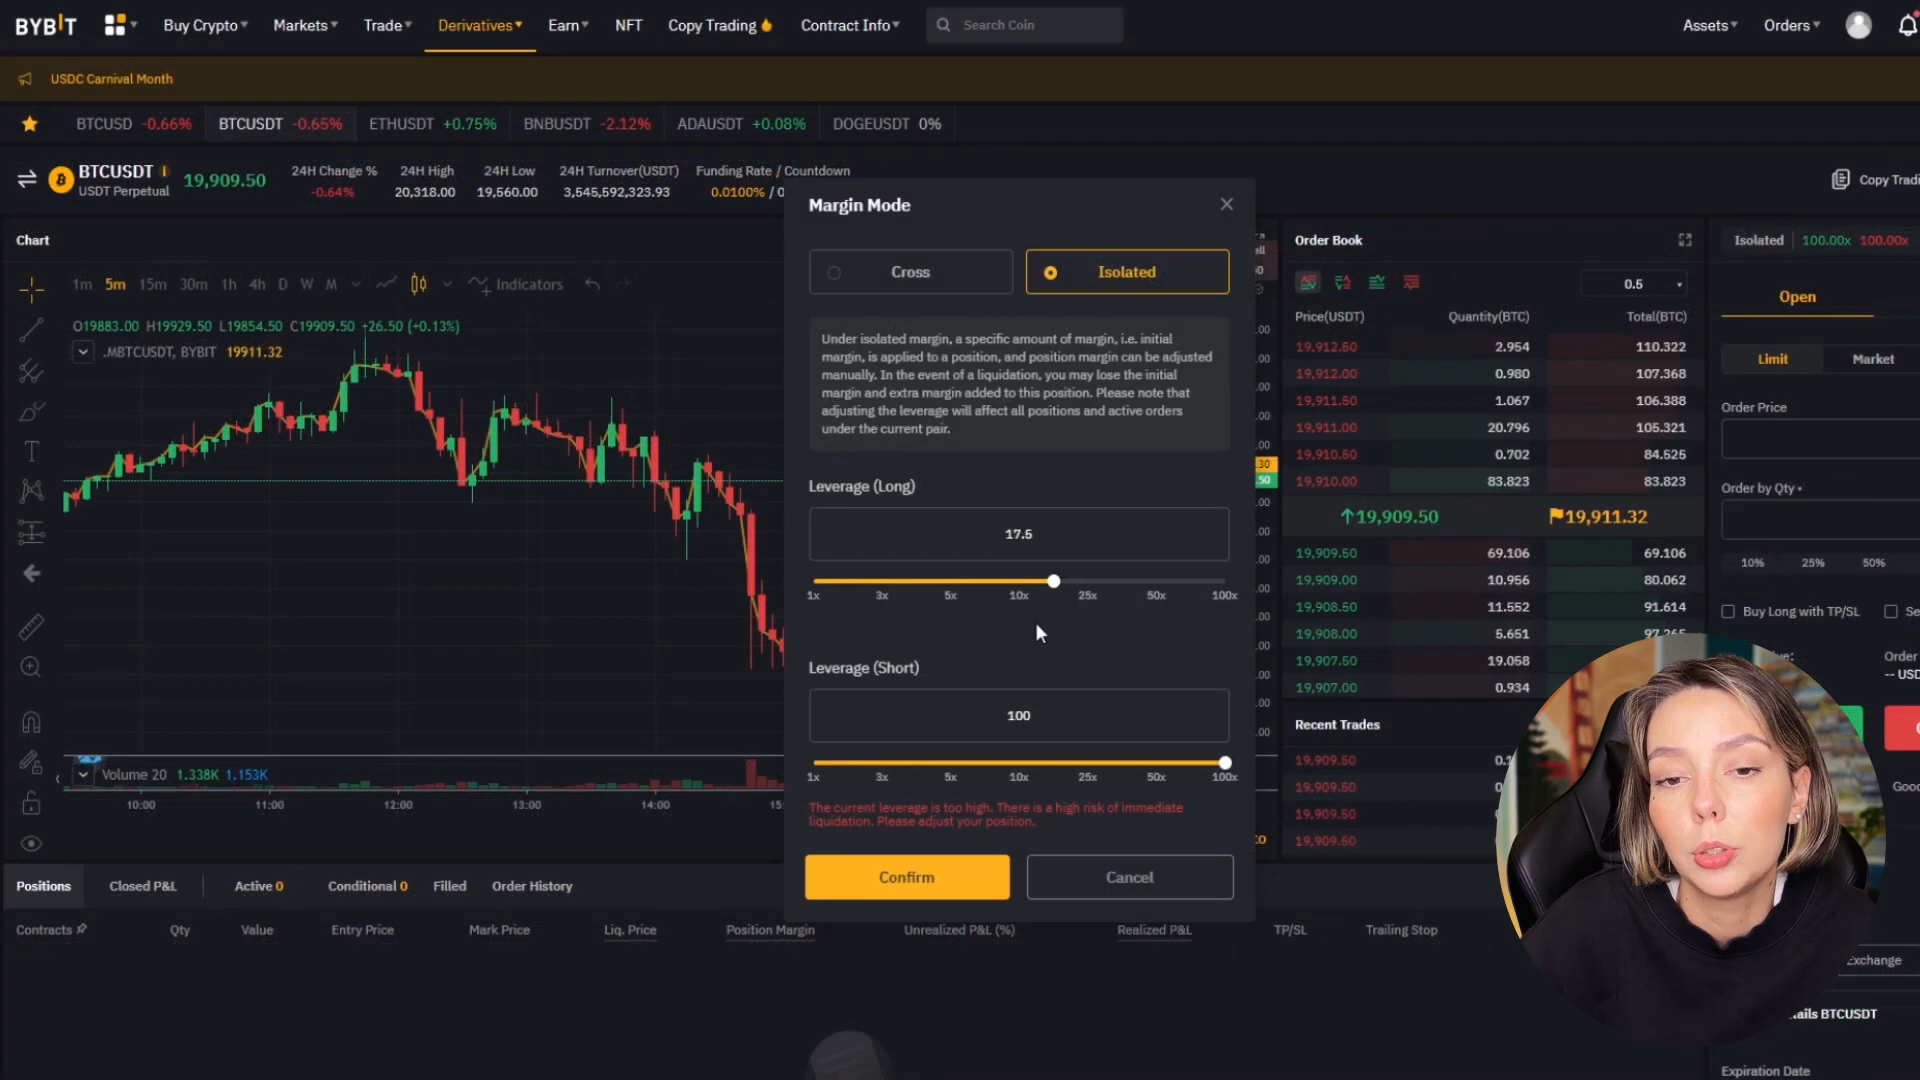 BYBIT
Buy Crypto
Markets
Trade
Derivatives
Earn
NFT
Copy Trading
Contract Info
Search Coin
Assets
Orders
USDC Carnival Month
BTCUSD -0.66%
BTCUSDT -0.65%
ETHUSDT +0.75%
BNBUSDT -2.12%
ADAUSDT +0.08%
DOGEUSDT 0%
BTCUSDT
USDT Perpetual
19,909.50
24H Change %
-0.64%
24H High
20,318.00
24H Low
19,560.00
24H Turnover(USDT)
3,545,592,323.93
Funding Rate / Countdown
0.0100% / 0
Chart
1m 5m 15m 30m 1h 4h D W M
Indicators
O19883.00 H19929.50 L19854.50 C19909.50 +26.50 (+0.13%)
.MBTCUSDT, BYBIT 19911.32
Volume 20 1.338K 1.153K
10:00 11:00 12:00 13:00 14:00 15:
Margin Mode
Cross
Isolated
Under isolated margin, a specific amount of margin, i.e. initial
margin, is applied to a position, and position margin can be adjusted
manually. In the event of a liquidation, you may lose the initial
margin and extra margin added to this position. Please note that
adjusting the leverage will affect all positions and active orders
under the current pair.
Leverage (Long)
17.5
1x 3x 5x 10x 25x 50x 100x
Leverage (Short)
100
1x 3x 5x 10x 25x 50x 100x
The current leverage is too high. There is a high risk of immediate
liquidation. Please adjust your position.
Confirm
Cancel
Order Book
0.5
Price(USDT) Quantity(BTC) Total(BTC)
19,912.50 2.954 110.322
19,912.00 0.980 107.368
19,911.50 1.067 106.388
19,911.00 20.796 105.321
19,910.50 0.702 84.525
19,910.00 83.823 83.823
19,909.50 19,911.32
19,909.50 69.106 69.106
19,909.00 10.956 80.062
19,908.50 11.552 91.614
19,908.00 5.651 97.265
19,907.50 19.058
19,907.00 0.934
Recent Trades
19,909.50
19,909.50
19,909.50
19,909.50
Isolated 100.00x 100.00x
Open
Limit
Market
Order Price
Order by Qty
10% 25% 50%
Buy Long with TP/SL
Se
Order
-- USD
BTCUSDT
Expiration Date
Positions
Closed P&L
Active 0
Conditional 0
Filled
Order History
Contracts
Qty
Value
Entry Price
Mark Price
Liq. Price
Position Margin
Unrealized P&L (%)
Realized P&L
TP/SL
Trailing Stop